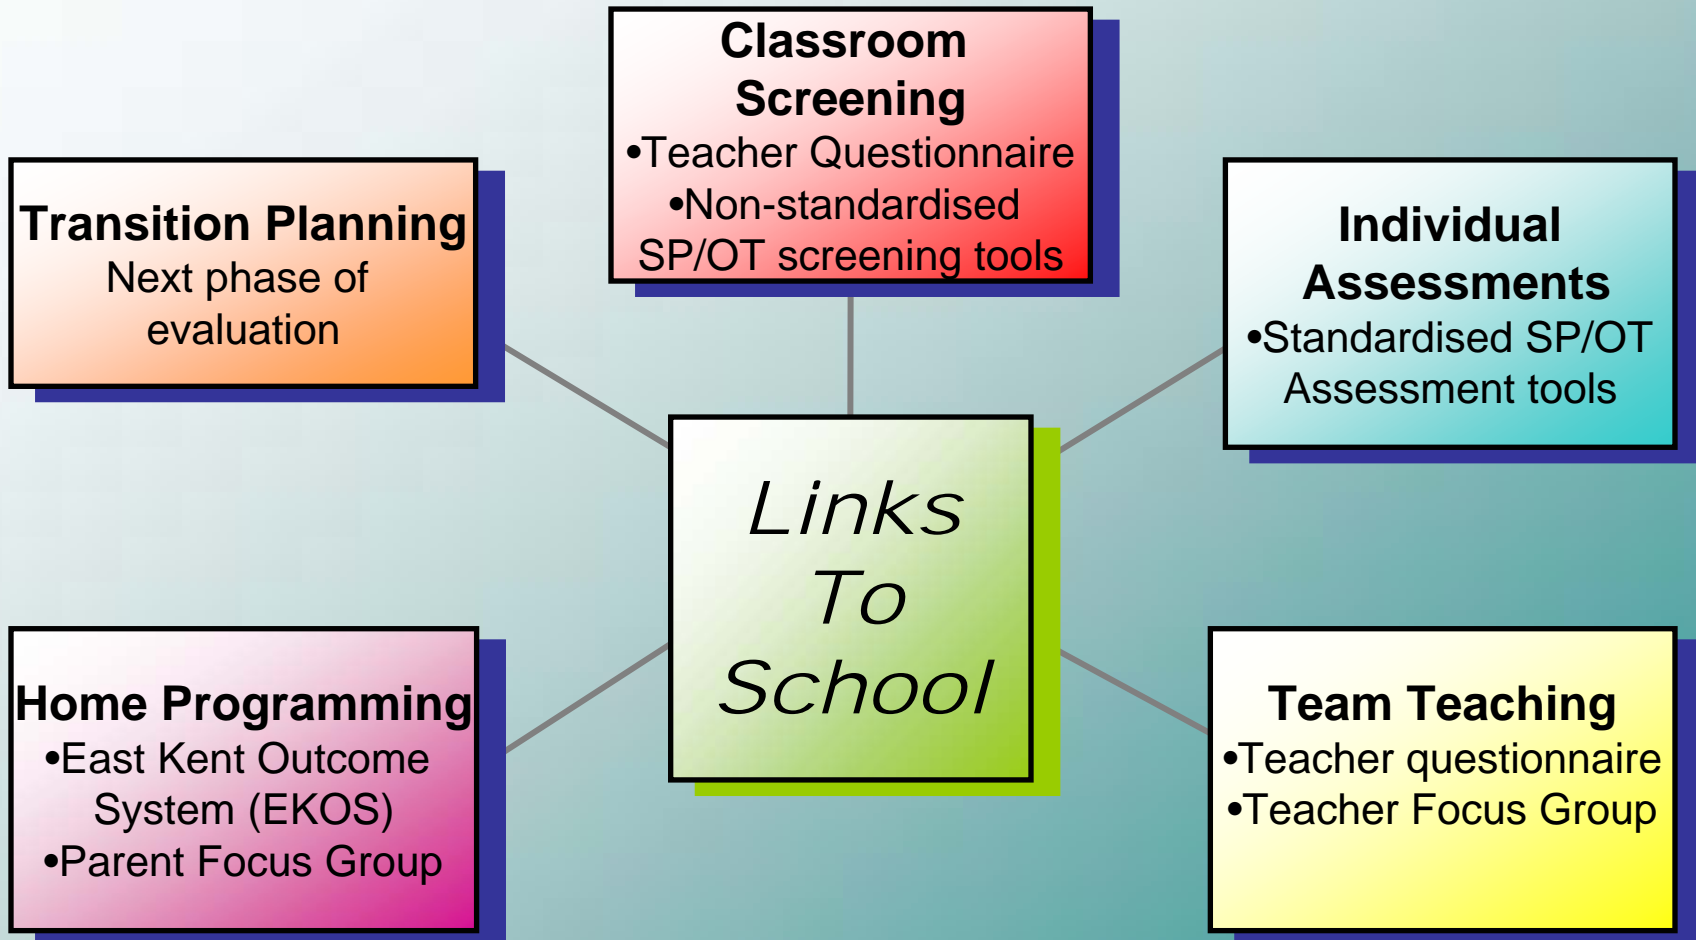 Classroom
Screening
•Teacher Questionnaire
•Non-standardised
SP/OT screening tools
Transition Planning
Next phase of
evaluation
Individual
Assessments
•Standardised SP/OT
Assessment tools
Links
To
School
Home Programming
•East Kent Outcome
System (EKOS)
•Parent Focus Group
Team Teaching
•Teacher questionnaire
•Teacher Focus Group